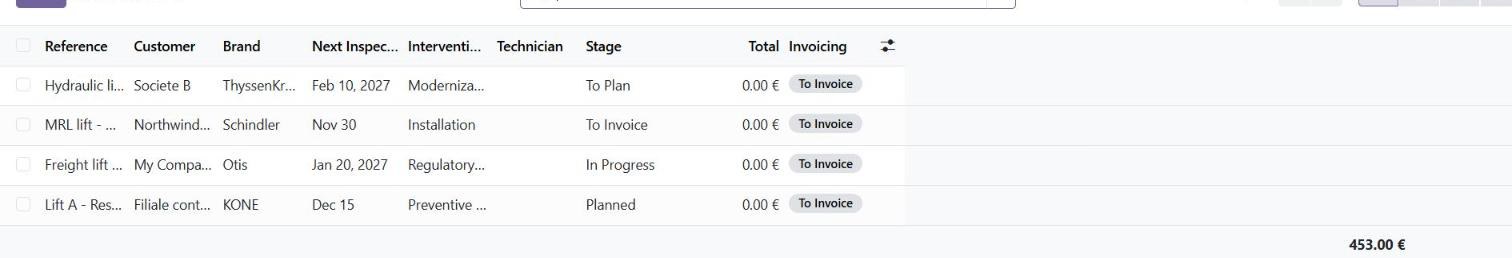 Reference Customer Brand Next Inspec... Interventi... Technician Stage Total Invoicing
Hydraulic li... Societe B ThyssenKr... Feb 10, 2027 Moderniza... To Plan 0.00 € To Invoice
MRL lift - ... Northwind... Schindler Nov 30 Installation To Invoice 0.00 € To Invoice
Freight lift ... My Compa... Otis Jan 20, 2027 Regulatory... In Progress 0.00 € To Invoice
Lift A - Res... Filiale cont... KONE Dec 15 Preventive ... Planned 0.00 € To Invoice
453.00 €